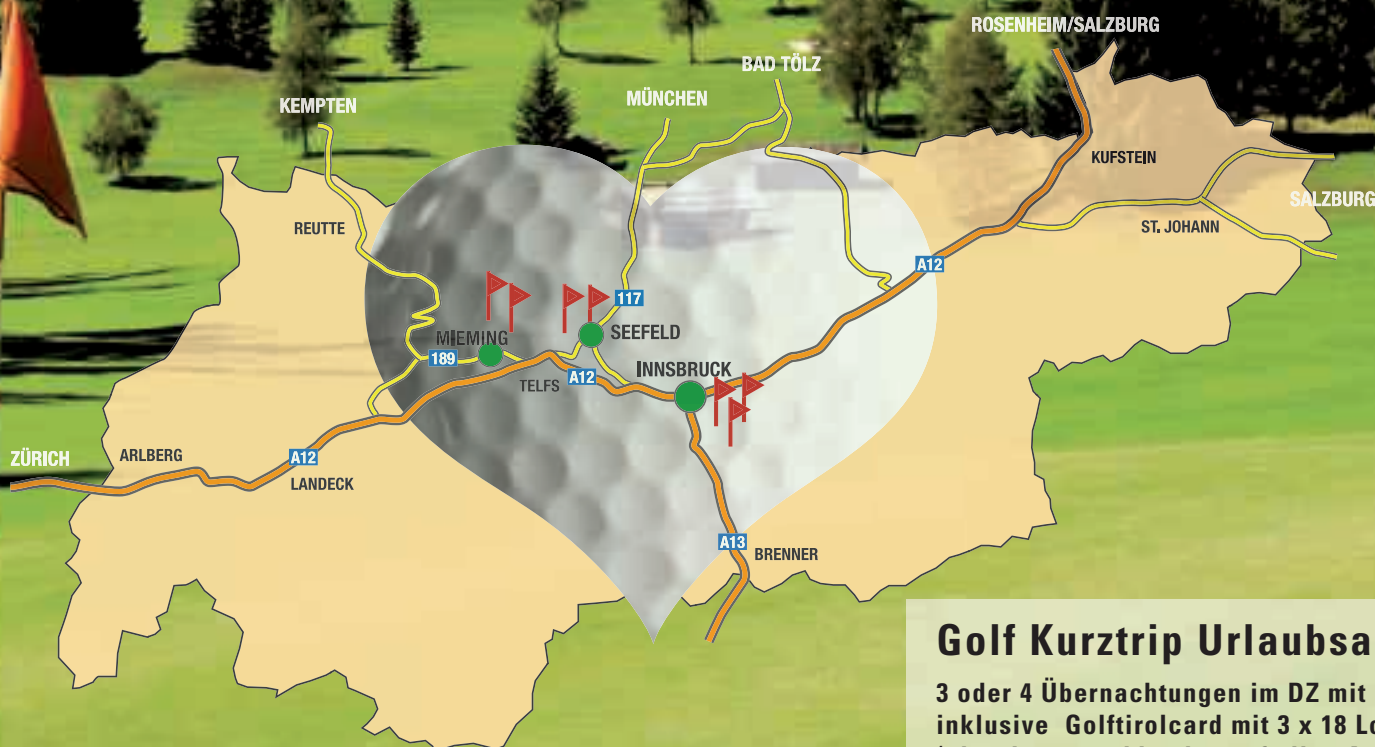 ROSENHEIM/SALZBURG
BAD TÖLZ
MÜNCHEN
KEMPTEN
KUFSTEIN
SALZBURG
REUTTE
ST. JOHANN
A12
117
MIEMING
SEEFELD
189
INNSBRUCK
TELFS
A12
ZÜRICH
ARLBERG
A12
LANDECK
A13
BRENNER
Golf Kurztrip Urlaubsa
3 oder 4 Übernachtungen im DZ mit
inklusive Golftirolcard mit 3 x 18 Lo